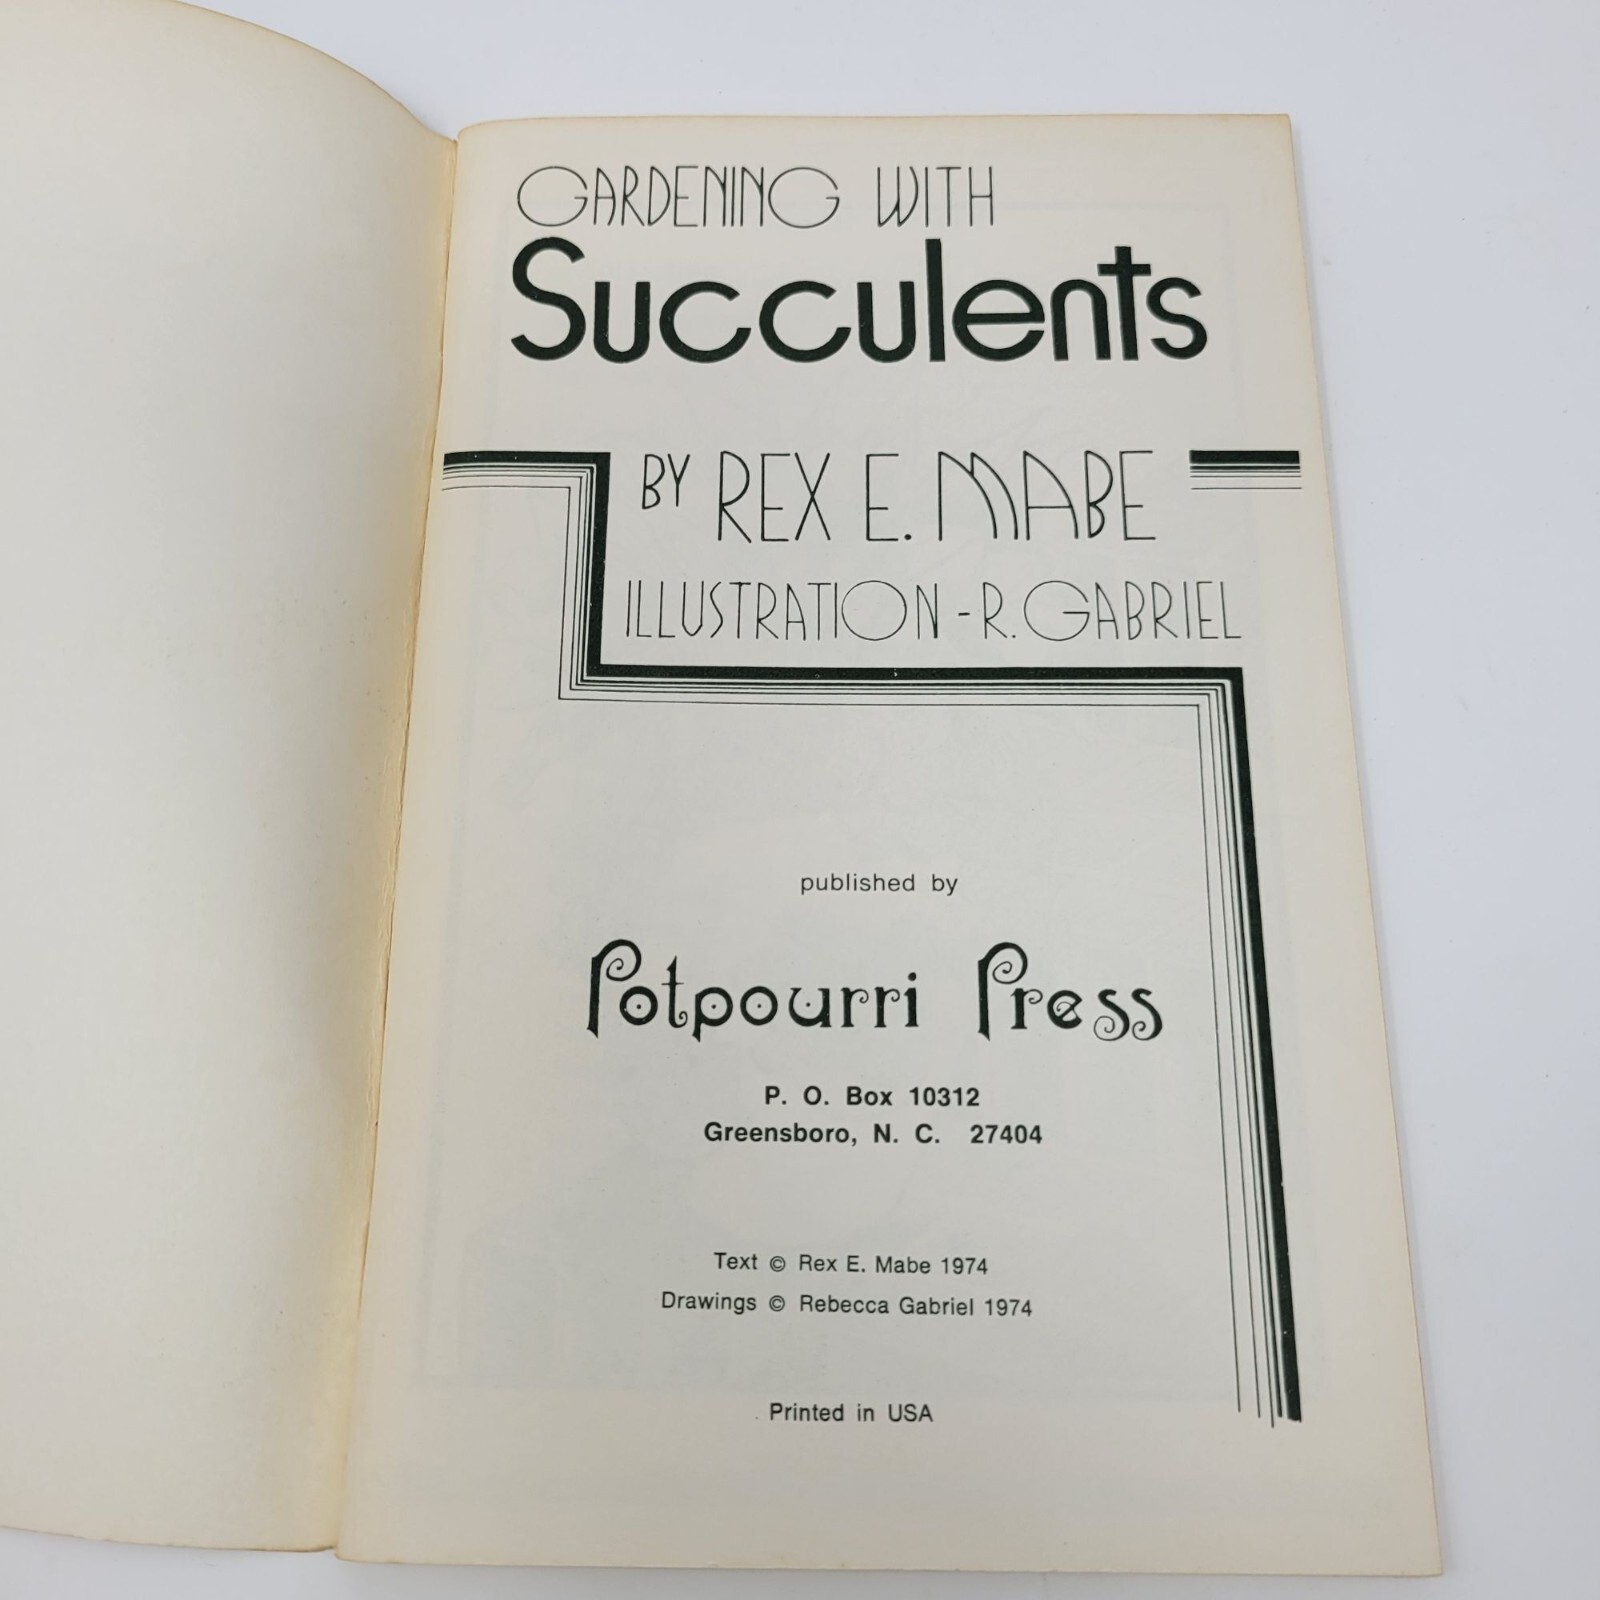 GARDENING WITH
Succulents
BY REX E. MABE
ILLUSTRATION - R. GABRIEL
published by
Potpourri Press
P. O. Box 10312
Greensboro, N. C. 27404
Text © Rex E. Mabe 1974
Drawings © Rebecca Gabriel 1974
Printed in USA